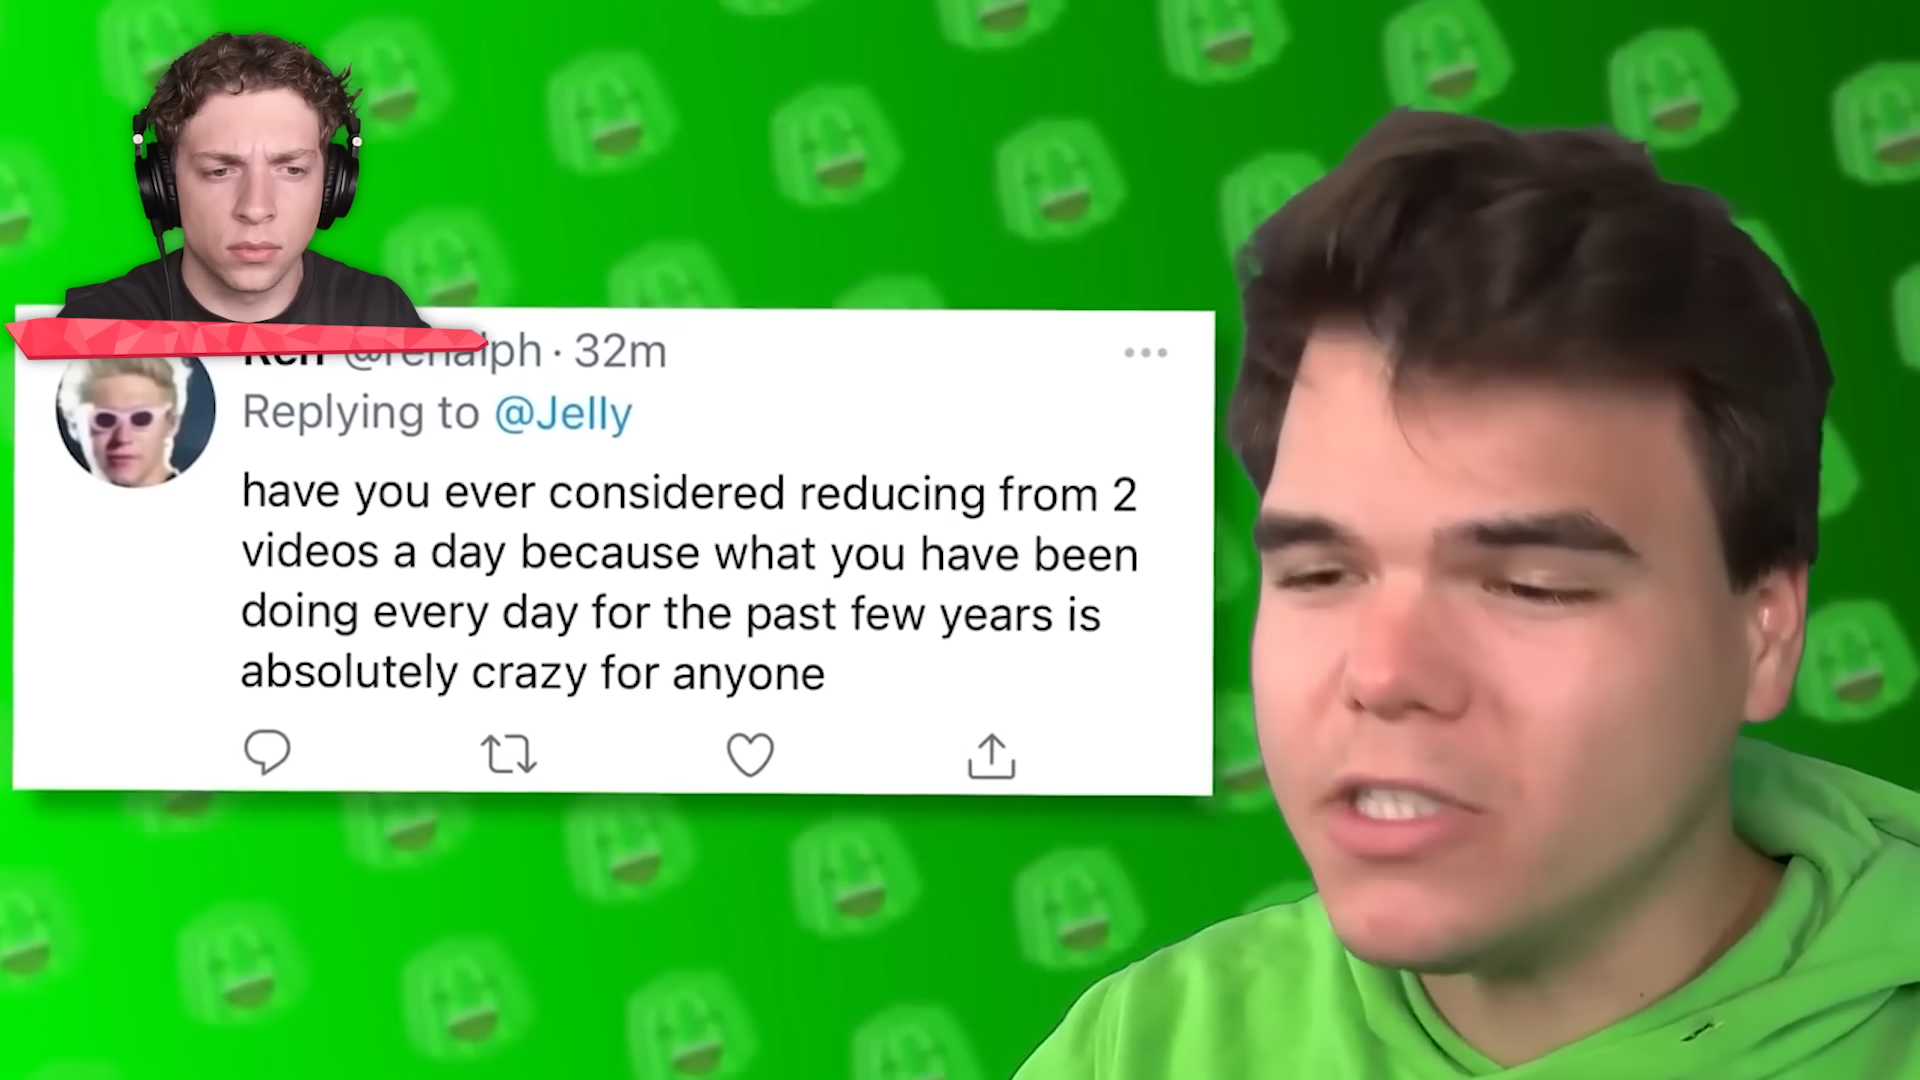 · 32m
Replying to @Jelly
have you ever considered reducing from 2
videos a day because what you have been
doing every day for the past few years is
absolutely crazy for anyone